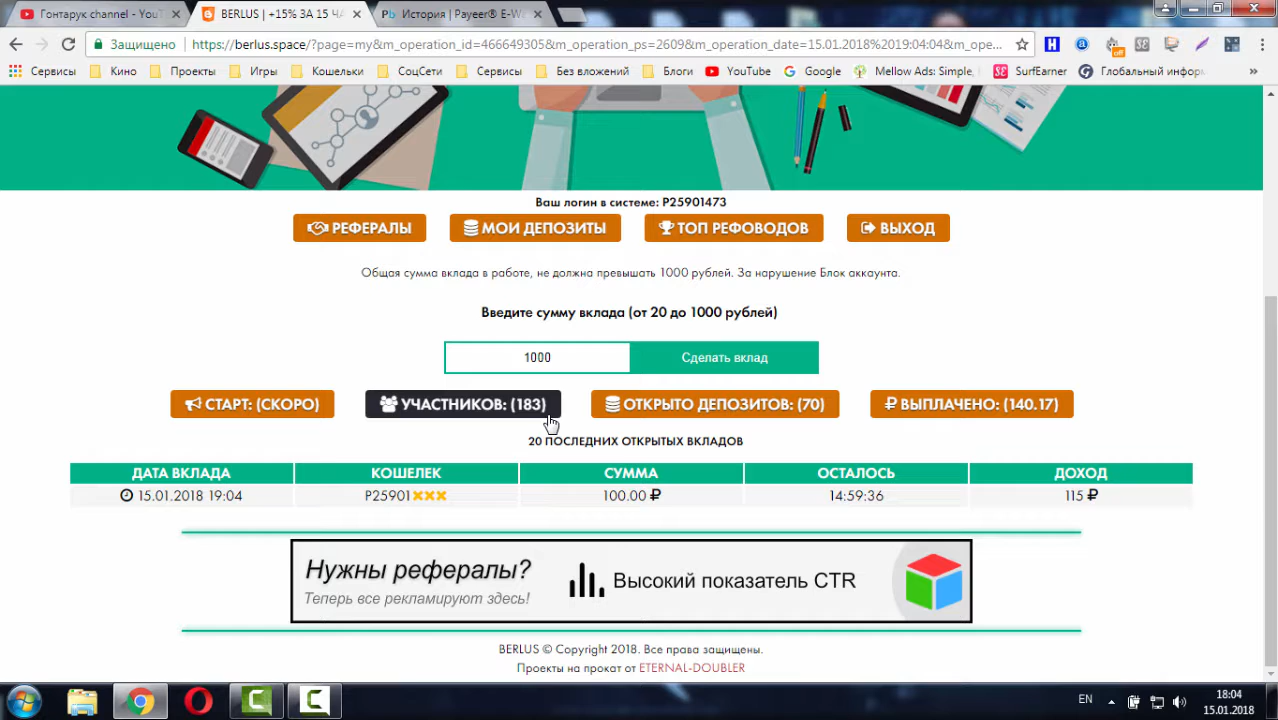 Гонтарук channel - YouT
BERLUS | +15% ЗА 15 ЧА
История | Payeer® E-Wa
Защищено
https://berlus.space/?page=my&m_operation_id=466649305&m_operation_ps=2609&m_operation_date=15.01.2018%2019:04:04&m_ope...
Сервисы Кино Проекты Игры Кошельки СоцСети Сервисы Без вложений Блоги YouTube Google Mellow Ads: Simple, SurfEarner Глобальный инфор
Ваш логин в системе: P25901473
РЕФЕРАЛЫ МОИ ДЕПОЗИТЫ ТОП РЕФОВОДОВ ВЫХОД
Общая сумма вклада в работе, не должна превышать 1000 рублей. За нарушение Блок аккаунта.
Введите сумму вклада (от 20 до 1000 рублей)
1000 Сделать вклад
СТАРТ: (СКОРО) УЧАСТНИКОВ: (183) ОТКРЫТО ДЕПОЗИТОВ: (70) ₽ ВЫПЛАЧЕНО: (140.17)
20 ПОСЛЕДНИХ ОТКРЫТЫХ ВКЛАДОВ
ДАТА ВКЛАДА КОШЕЛЕК СУММА ОСТАЛОСЬ ДОХОД
15.01.2018 19:04 P25901××× 100.00 ₽ 14:59:36 115 ₽
Нужны рефералы?
Теперь все рекламируют здесь!
Высокий показатель CTR
BERLUS © Copyright 2018. Все права защищены.
Проекты на прокат от ETERNAL-DOUBLER
EN
18:04
15.01.2018